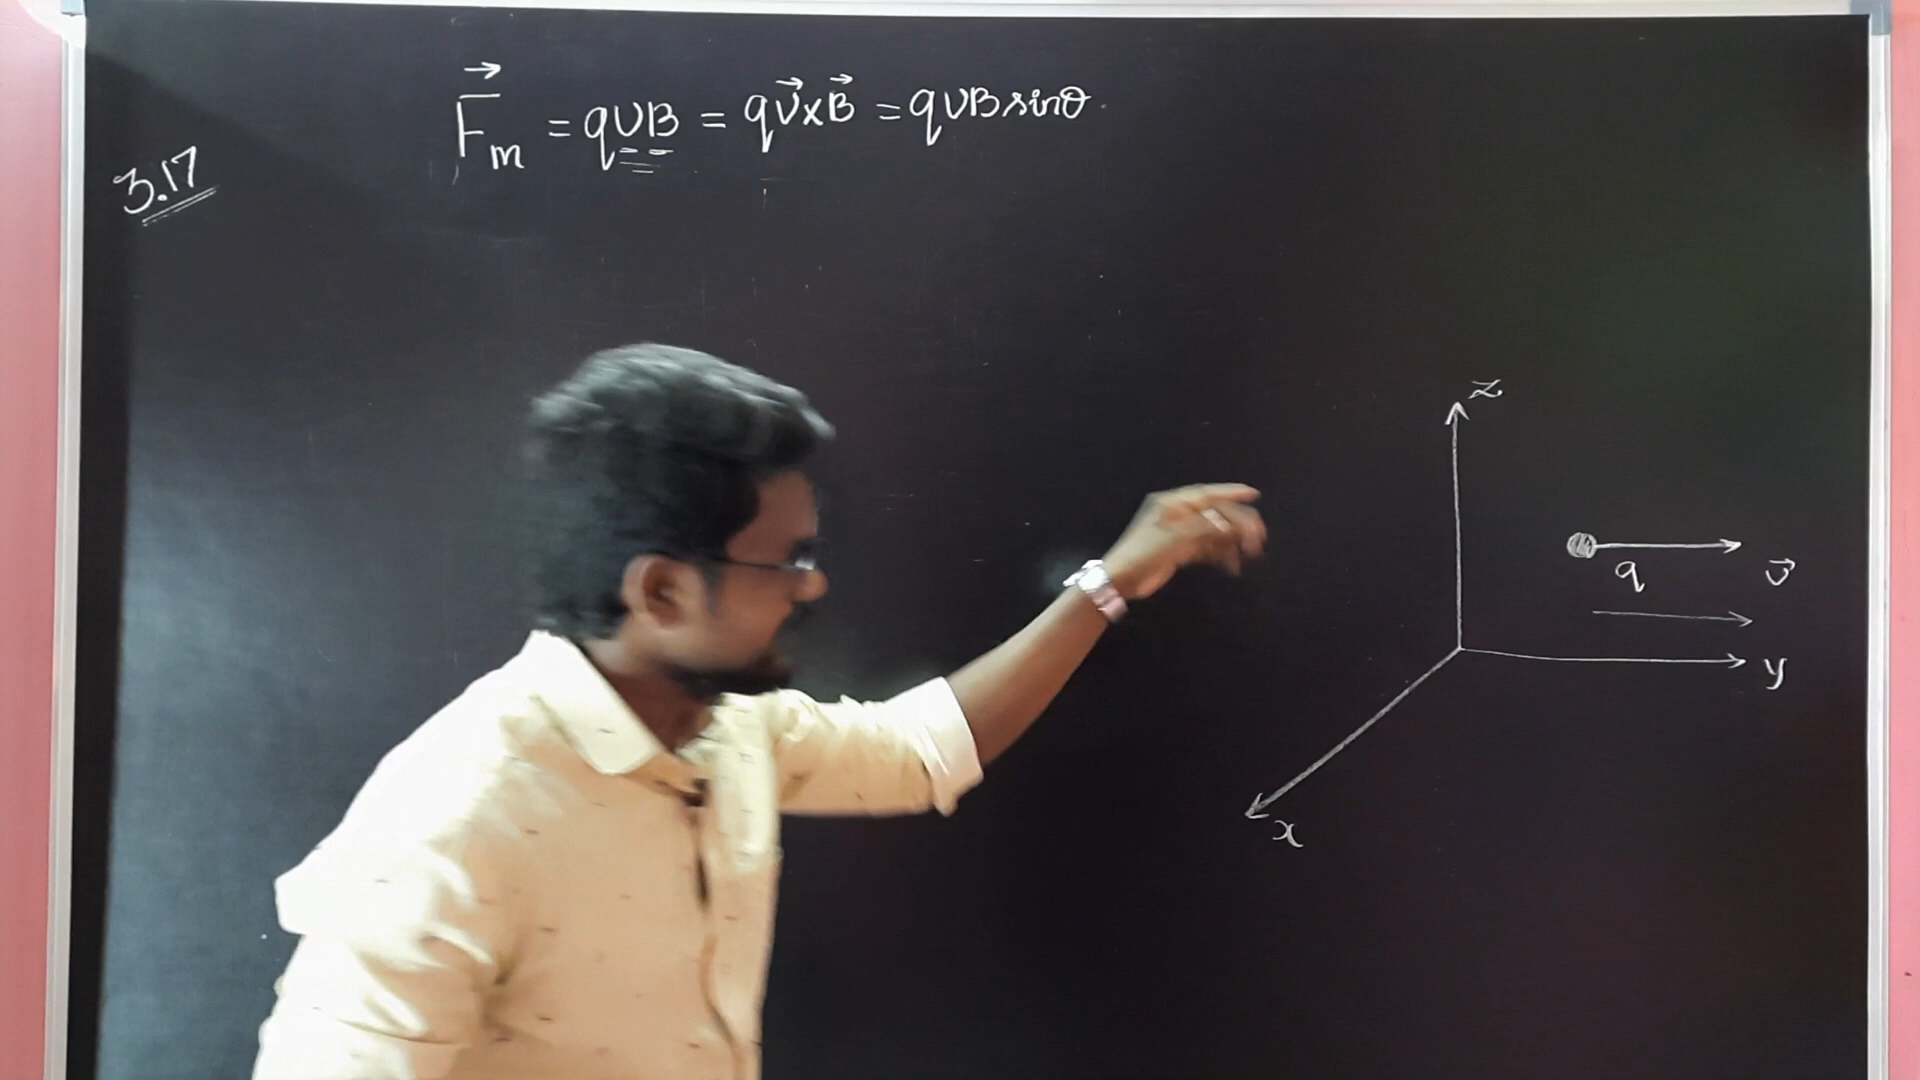 F⃗m = qVB = qV⃗×B⃗ = qVB sinθ
3.17
z
q
v⃗
y
x